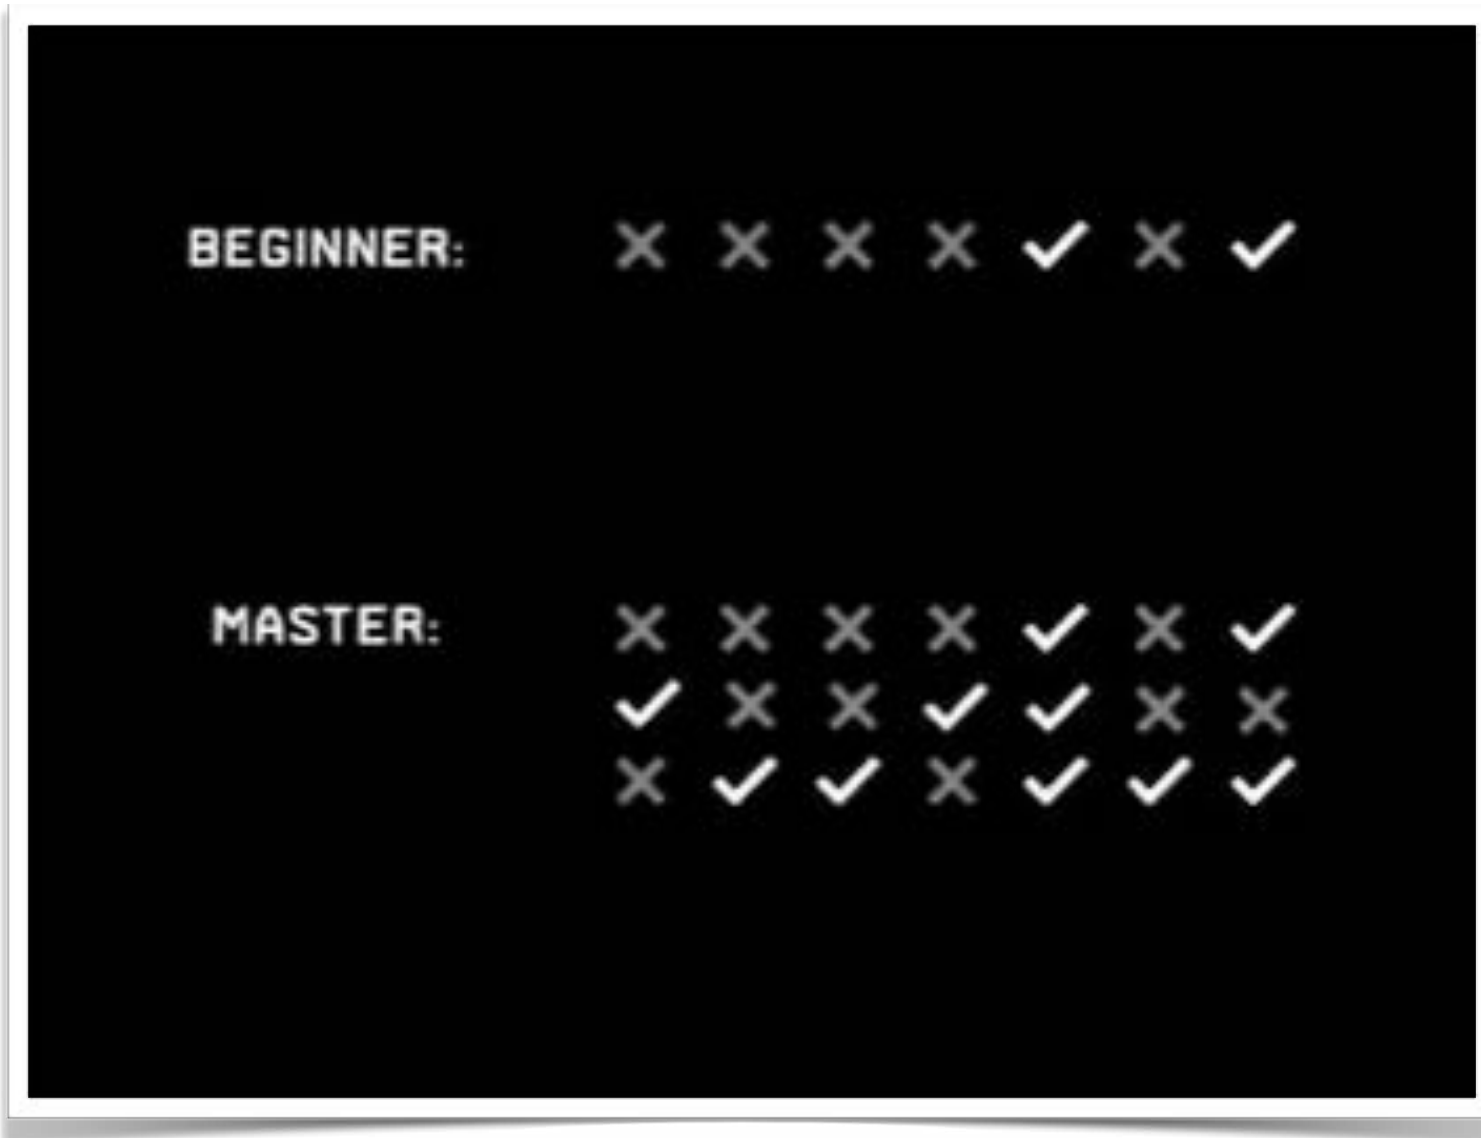 BEGINNER: ✕ ✕ ✕ ✕ ✓ ✕ ✓
MASTER: ✕ ✕ ✕ ✕ ✓ ✕ ✓
✓ ✕ ✕ ✓ ✓ ✕ ✕
✕ ✓ ✓ ✕ ✓ ✓ ✓